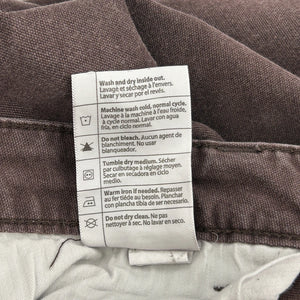 Wash and dry inside out.
Lavage et séchage à l'envers.
Lavar y secar por el revés.
Machine wash cold, normal cycle.
Lavage à la machine à l'eau froide,
à cycle normal. Lavar con agua
fría, en ciclo normal.
Do not bleach. Aucun agent de
blanchiment. No usar
blanqueador.
Tumble dry medium. Sécher
par culbutage à réglage moyen.
Secar en secadora en ciclo
medio.
Warm iron if needed. Repasser
au fer tiède au besoin. Planchar
con plancha tibia de ser necesario.
Do not dry clean. Ne pas
nettoyer à sec. No lavar en seco.